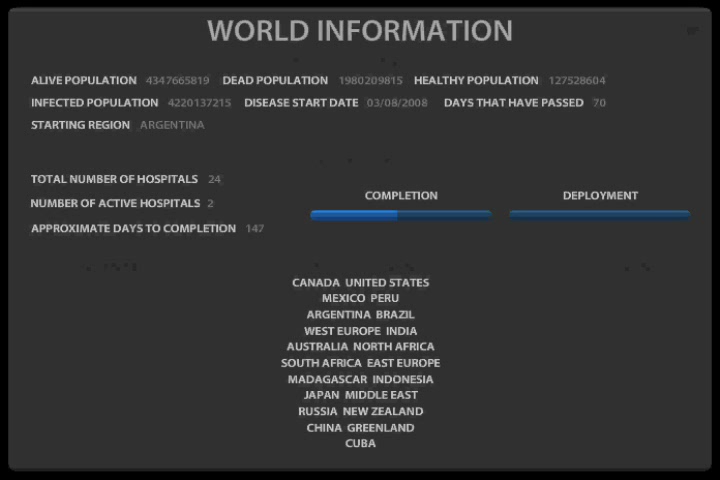 WORLD INFORMATION
ALIVE POPULATION 4347665819 DEAD POPULATION 1980209815 HEALTHY POPULATION 127528604
INFECTED POPULATION 4220137215 DISEASE START DATE 03/08/2008 DAYS THAT HAVE PASSED 70
STARTING REGION ARGENTINA
TOTAL NUMBER OF HOSPITALS 24
COMPLETION DEPLOYMENT
NUMBER OF ACTIVE HOSPITALS 2
APPROXIMATE DAYS TO COMPLETION 147
CANADA UNITED STATES
MEXICO PERU
ARGENTINA BRAZIL
WEST EUROPE INDIA
AUSTRALIA NORTH AFRICA
SOUTH AFRICA EAST EUROPE
MADAGASCAR INDONESIA
JAPAN MIDDLE EAST
RUSSIA NEW ZEALAND
CHINA GREENLAND
CUBA